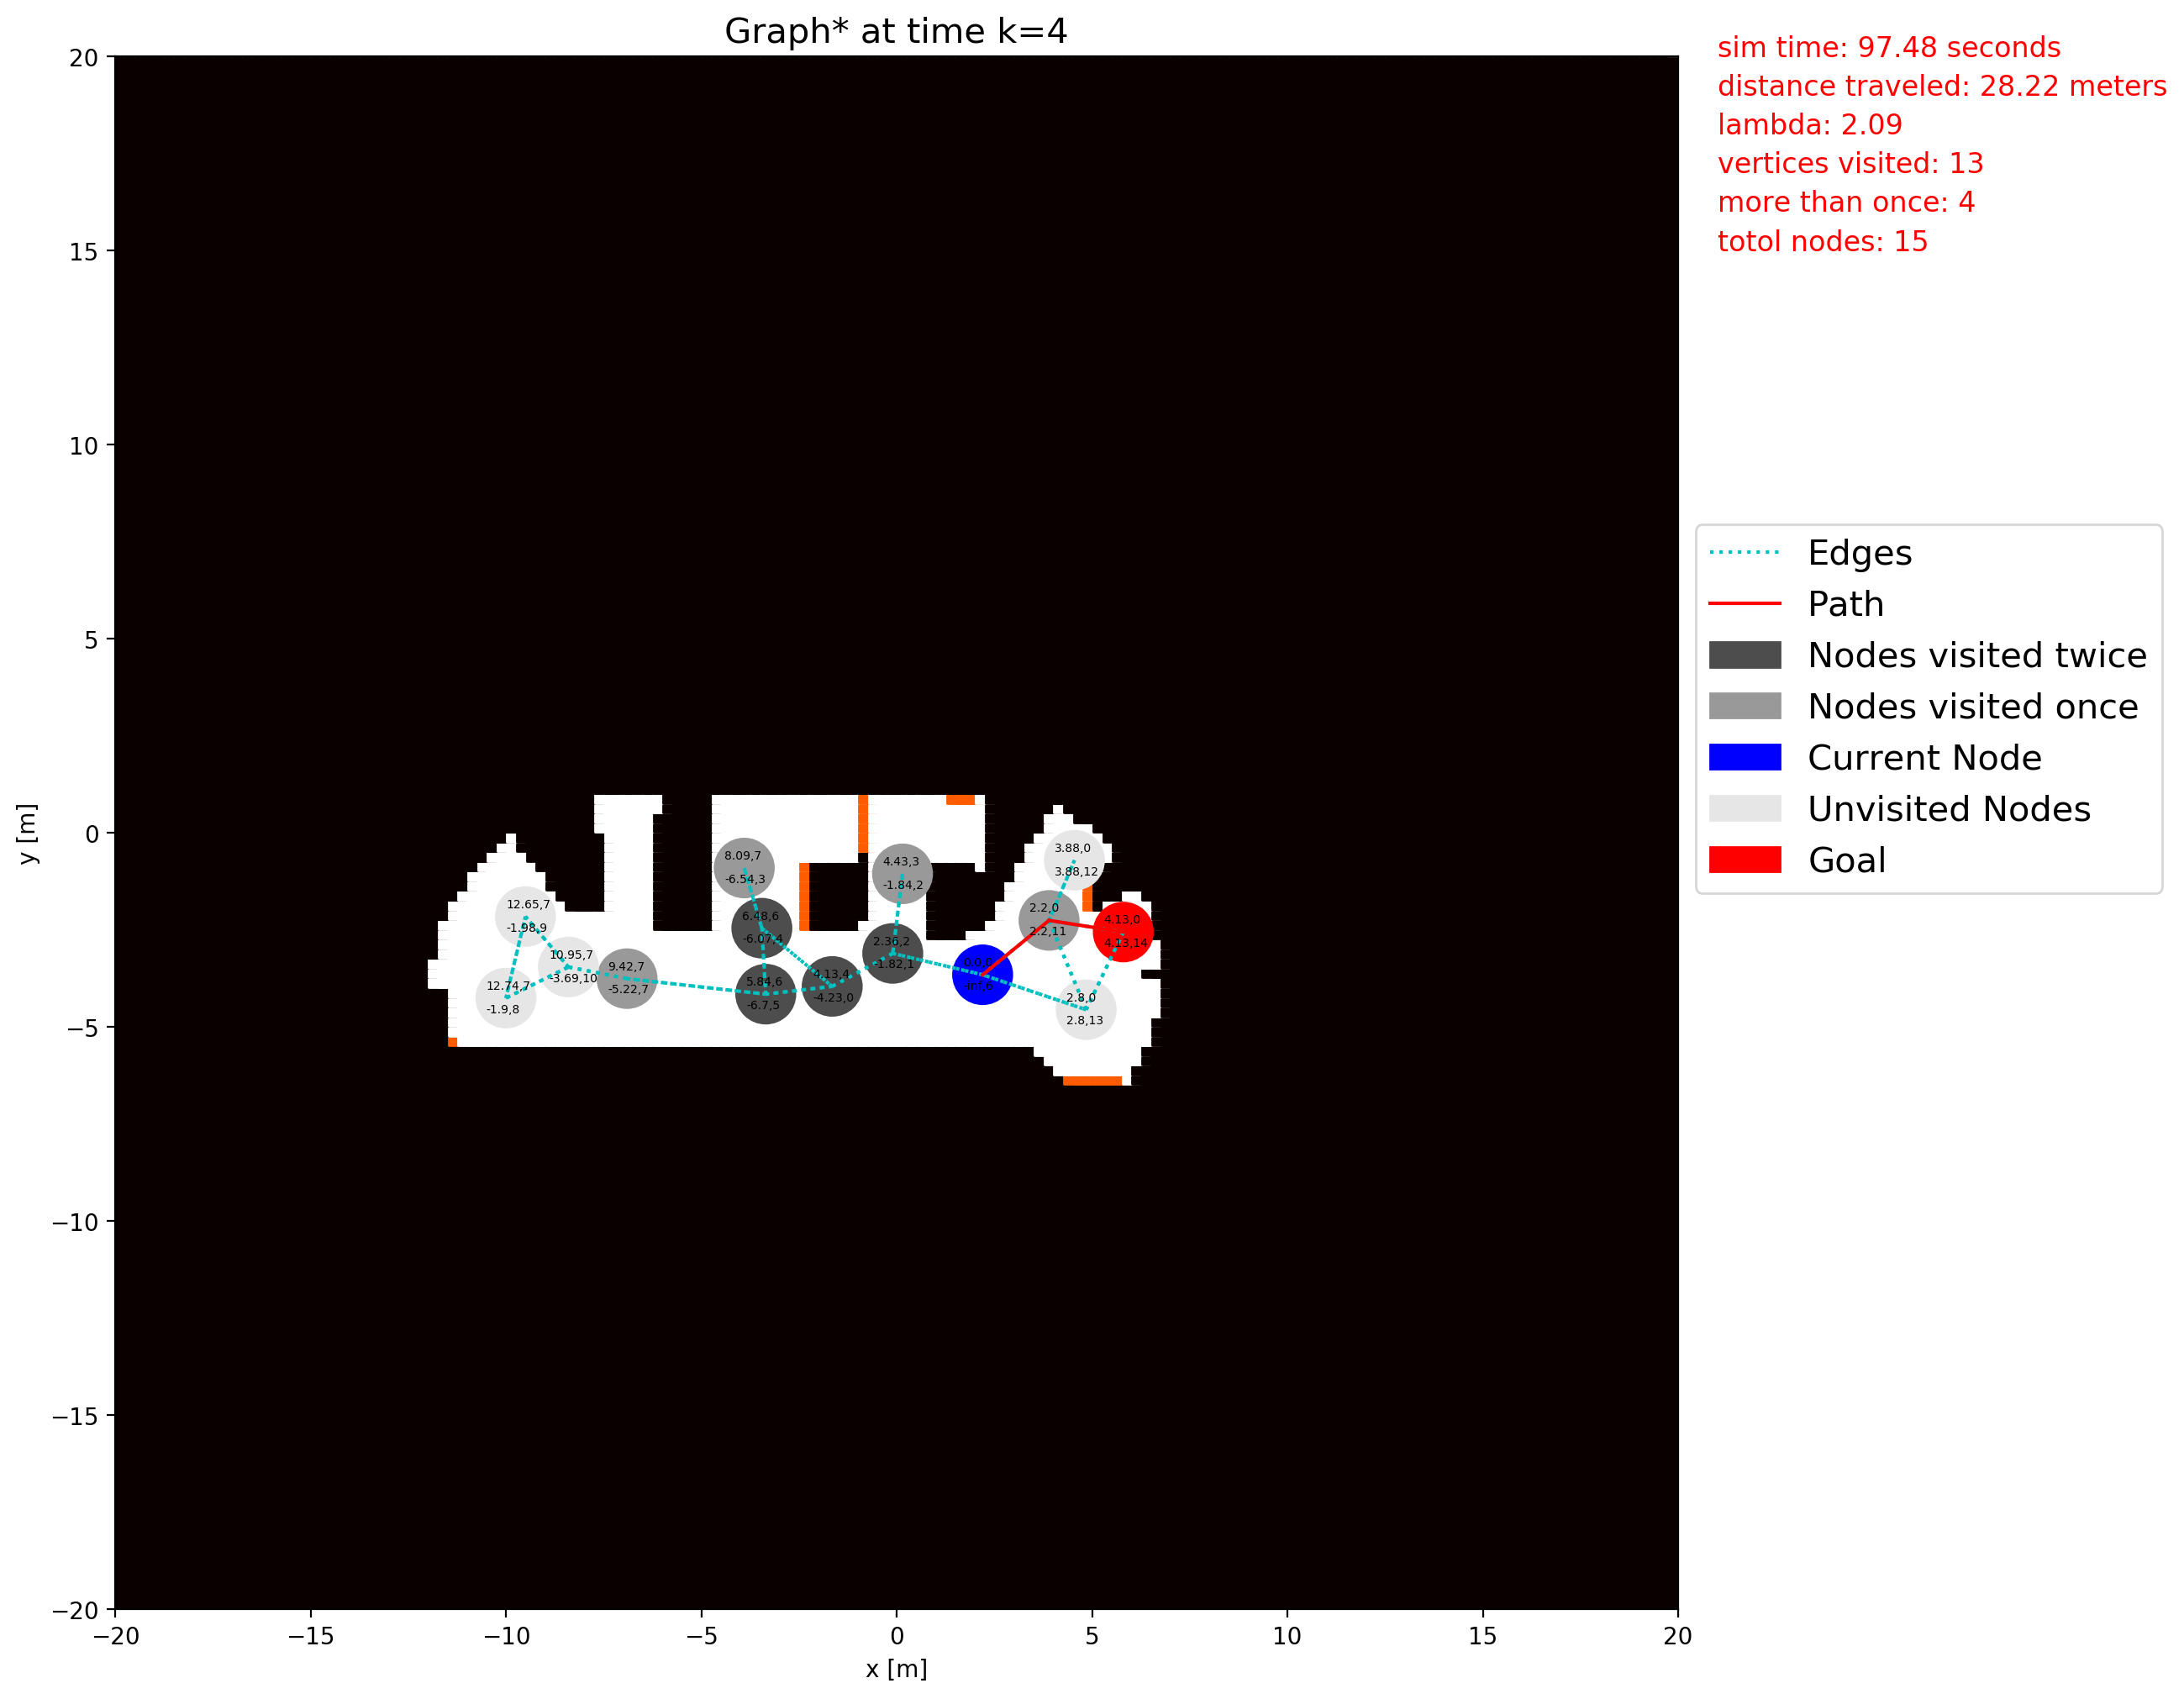 Graph* at time k=4
sim time: 97.48 seconds
distance traveled: 28.22 meters
lambda: 2.09
vertices visited: 13
more than once: 4
totol nodes: 15
Edges
Path
Nodes visited twice
Nodes visited once
Current Node
Unvisited Nodes
Goal
20
15
10
5
0
−5
−10
−15
−20
y [m]
−20
−15
−10
−5
0
5
10
15
20
x [m]
12.65,7
-1.98,9
12.74,7
-1.9,8
10.95,7
-3.69,10
9.42,7
-5.22,7
8.09,7
-6.54,3
6.48,6
-6.07,4
5.84,6
-6.7,5
4.13,4
-4.23,0
4.43,3
-1.84,2
2.36,2
-1.82,1
0.0,0
-inf,6
2.2,0
2.2,11
3.88,0
3.88,12
4.13,0
4.13,14
2.8,0
2.8,13